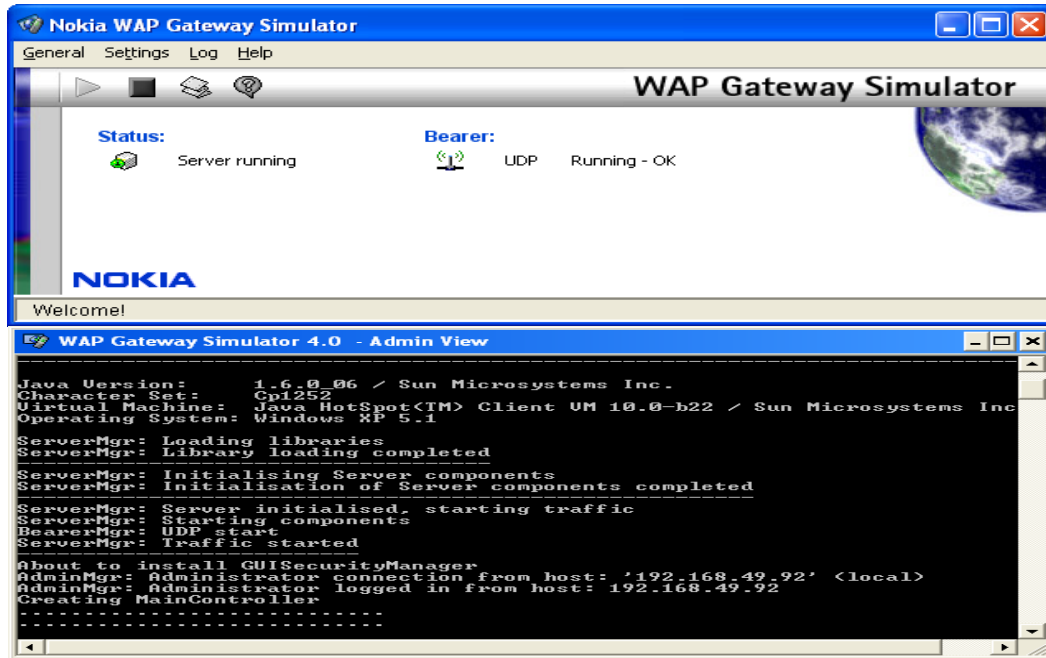 Nokia WAP Gateway Simulator
General Settings Log Help
WAP Gateway Simulator
Status: Bearer:
Server running UDP Running - OK
NOKIA
Welcome!
WAP Gateway Simulator 4.0 - Admin View
Java Version: 1.6.0_06 / Sun Microsystems Inc.
Character Set: Cp1252
Virtual Machine: Java HotSpot(TM) Client VM 10.0-b22 / Sun Microsystems Inc
Operating System: Windows XP 5.1
ServerMgr: Loading libraries
ServerMgr: Library loading completed
ServerMgr: Initialising Server components
ServerMgr: Initialisation of Server components completed
ServerMgr: Server initialised, starting traffic
ServerMgr: Starting components
BearerMgr: UDP start
ServerMgr: Traffic started
About to install GUISecurityManager
AdminMgr: Administrator connection from host: '192.168.49.92' (local)
AdminMgr: Administrator logged in from host: 192.168.49.92
Creating MainController